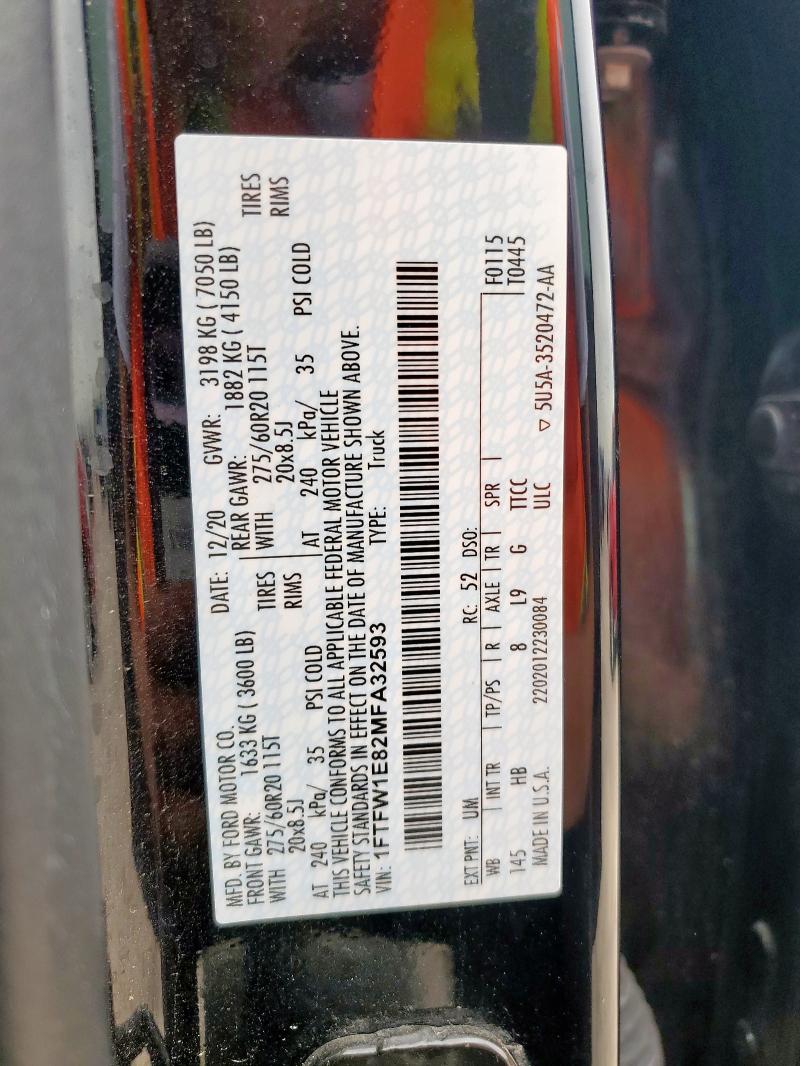 MFD. BY FORD MOTOR CO. DATE: 12/20 GVWR: 3198 KG ( 7050 LB)
FRONT GAWR: 1633 KG ( 3600 LB) REAR GAWR: 1882 KG ( 4150 LB)
WITH 275/60R20 115T TIRES WITH 275/60R20 115T TIRES
20x8.5J RIMS 20x8.5J RIMS
AT 240 kPa/ 35 PSI COLD AT 240 kPa/ 35 PSI COLD
THIS VEHICLE CONFORMS TO ALL APPLICABLE FEDERAL MOTOR VEHICLE
SAFETY STANDARDS IN EFFECT ON THE DATE OF MANUFACTURE SHOWN ABOVE.
VIN: 1FTFW1E82MFA32593 TYPE: Truck
EXT PNT: UM RC: 52 DSO:
WB | INT TR | TP/PS | R | AXLE | TR | SPR | F0115
145 HB 8 L9 G TTCC T0445
MADE IN U.S.A. 2202012230084 ULC ▽ 5U5A-3520472-AA